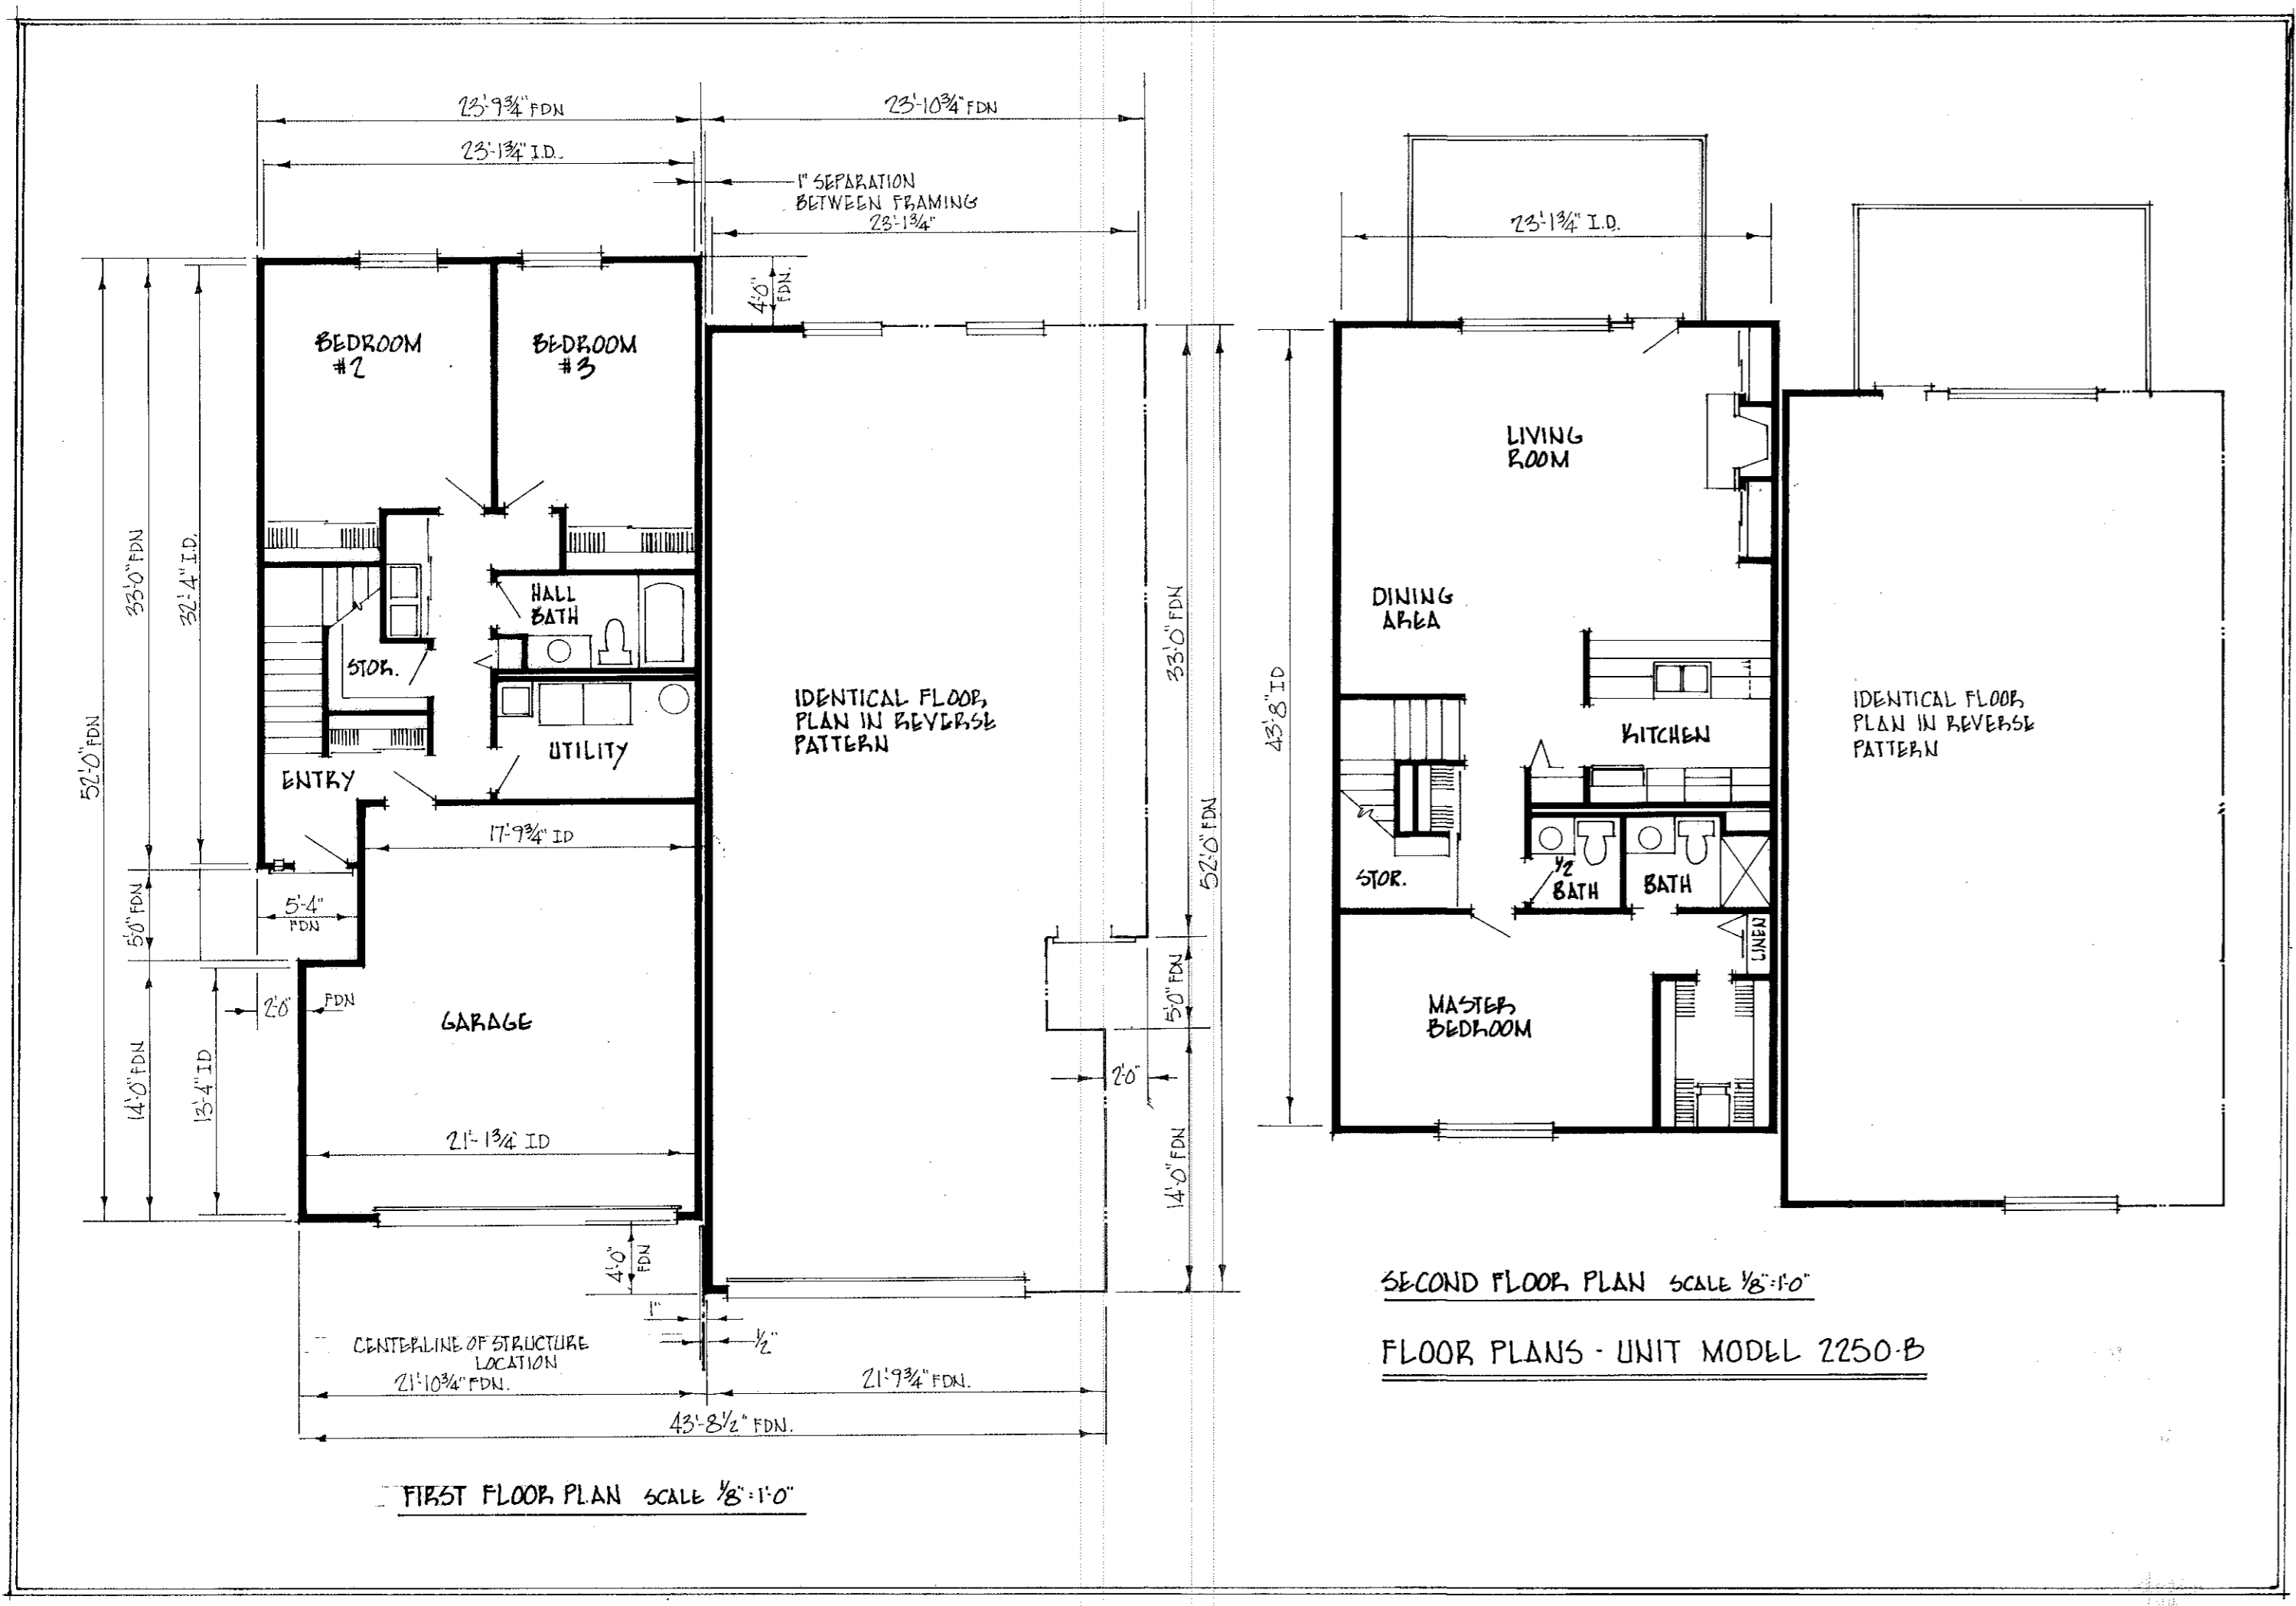 23'-9¾" FDN
23'-10¾" FDN
23'-1¾" I.D.
1" SEPARATION
BETWEEN FRAMING
23'-1¾"
4'-0"
FDN.
BEDROOM
#2
BEDROOM
#3
52'-0" FDN
33'-0" FDN
32'-4" I.D.
HALL
BATH
STOR.
UTILITY
ENTRY
17'-9¾" ID
5'-4"
FDN
5'-0" FDN
2'-0"
FDN
GARAGE
14'-0" FDN
13'-4" ID
21'-1¾" ID
4'-0"
FDN
1"
½"
CENTERLINE OF STRUCTURE
LOCATION
21'-10¾" FDN.
21'-9¾" FDN.
43'-8½" FDN.
FIRST FLOOR PLAN SCALE ⅛"=1'-0"
IDENTICAL FLOOR
PLAN IN REVERSE
PATTERN
33'-0" FDN
52'-0" FDN
5'-0" FDN
2'-0"
14'-0" FDN
23'-1¾" I.D.
43'-8" ID
LIVING
ROOM
DINING
AREA
KITCHEN
STOR.
½
BATH
BATH
LINEN
MASTER
BEDROOM
IDENTICAL FLOOR
PLAN IN REVERSE
PATTERN
SECOND FLOOR PLAN SCALE ⅛"=1'-0"
FLOOR PLANS - UNIT MODEL 2250-B